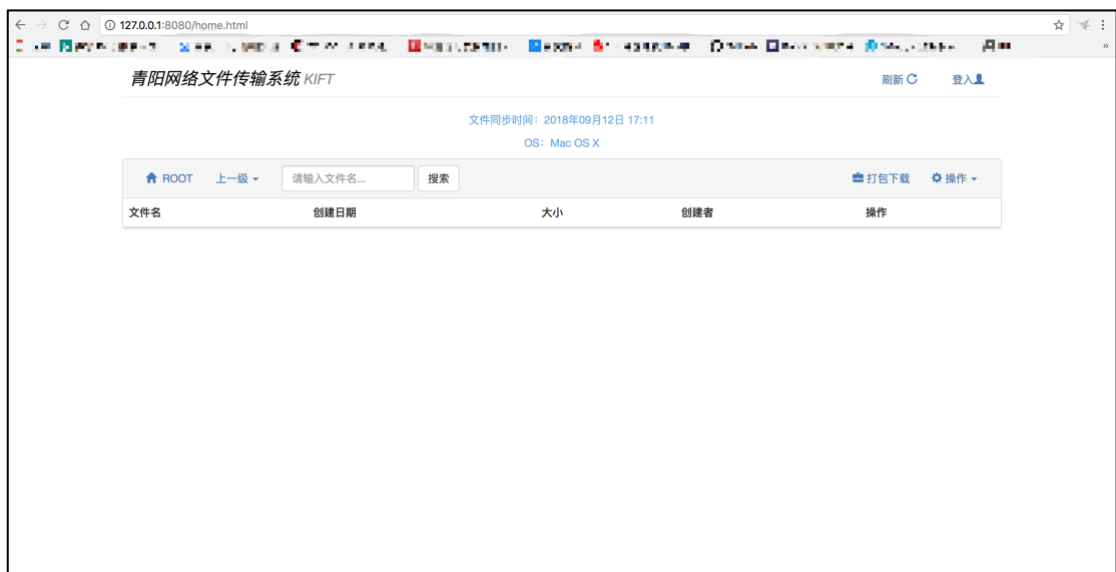 127.0.0.1:8080/home.html
青阳网络文件传输系统 KIFT 刷新 登入
文件同步时间：2018年09月12日 17:11
OS：Mac OS X
ROOT 上一级 请输入文件名... 搜索 打包下载 操作
文件名 创建日期 大小 创建者 操作